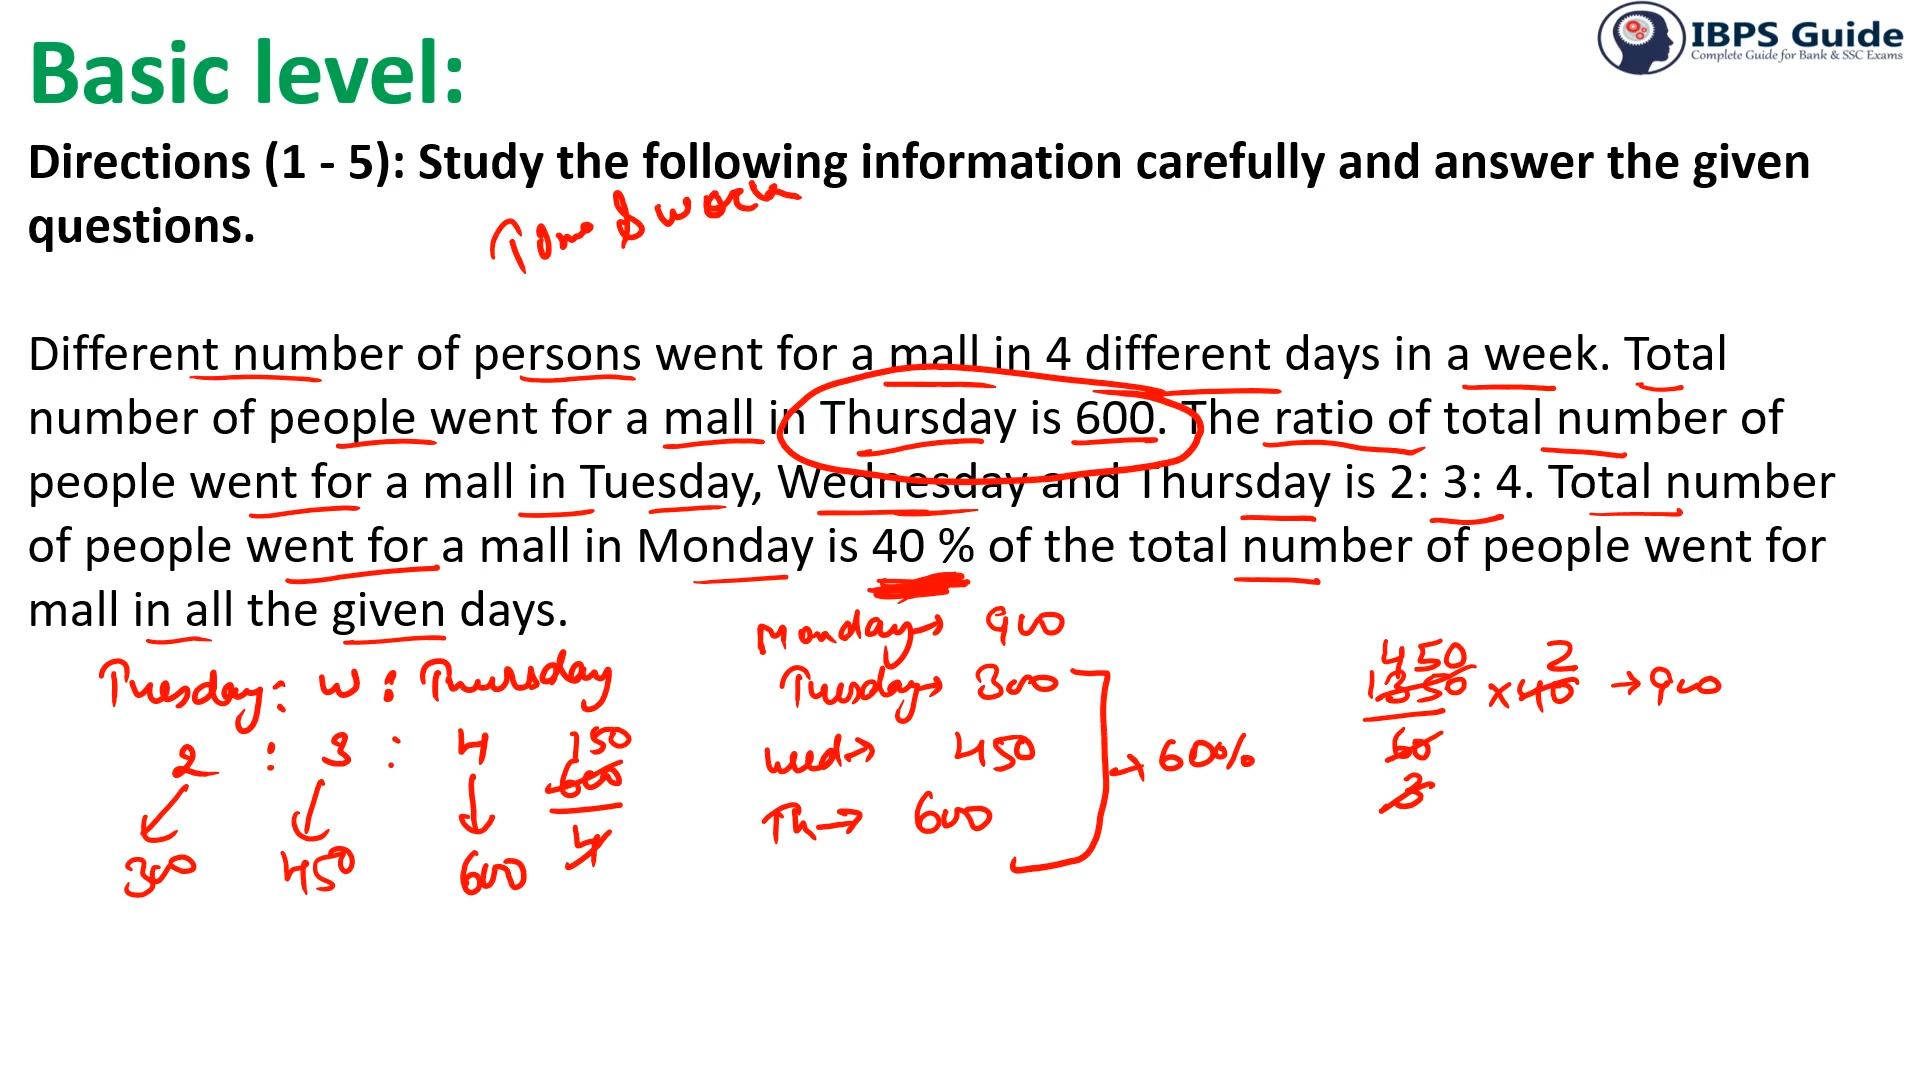 IBPS Guide
Complete Guide for Bank & SSC Exams
Basic level:
Directions (1 - 5): Study the following information carefully and answer the given
questions.
Time & work
Different number of persons went for a mall in 4 different days in a week. Total
number of people went for a mall in Thursday is 600. The ratio of total number of
people went for a mall in Tuesday, Wednesday and Thursday is 2: 3: 4. Total number
of people went for a mall in Monday is 40 % of the total number of people went for
mall in all the given days.
Tuesday : W : Thursday
2 : 3 : 4
300 450 600
150
600
4
Monday → 900
Tuesday → 300
wed → 450
Th → 600
→ 60%
450 2
1350 × 40 → 900
60
3